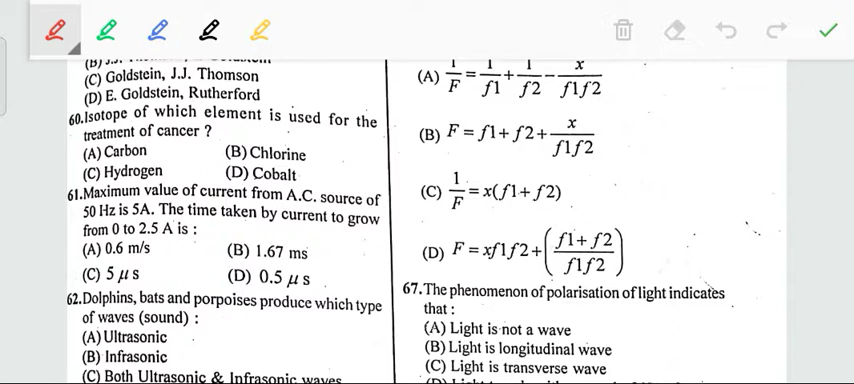 (C) Goldstein, J.J. Thomson
(D) E. Goldstein, Rutherford
60.Isotope of which element is used for the
treatment of cancer ?
(A) Carbon (B) Chlorine
(C) Hydrogen (D) Cobalt
61.Maximum value of current from A.C. source of
50 Hz is 5A. The time taken by current to grow
from 0 to 2.5 A is :
(A) 0.6 m/s (B) 1.67 ms
(C) 5 μ s (D) 0.5 μ s
62.Dolphins, bats and porpoises produce which type
of waves (sound) :
(A) Ultrasonic
(B) Infrasonic
(C) Both Ultrasonic & Infrasonic waves
(A) 1/F = 1/f1 + 1/f2 − x/f1f2
(B) F = f1+ f2+ x/f1f2
(C) 1/F = x(f1+ f2)
(D) F = xf1f2+(f1+ f2/f1f2)
67.The phenomenon of polarisation of light indicates
that :
(A) Light is not a wave
(B) Light is longitudinal wave
(C) Light is transverse wave